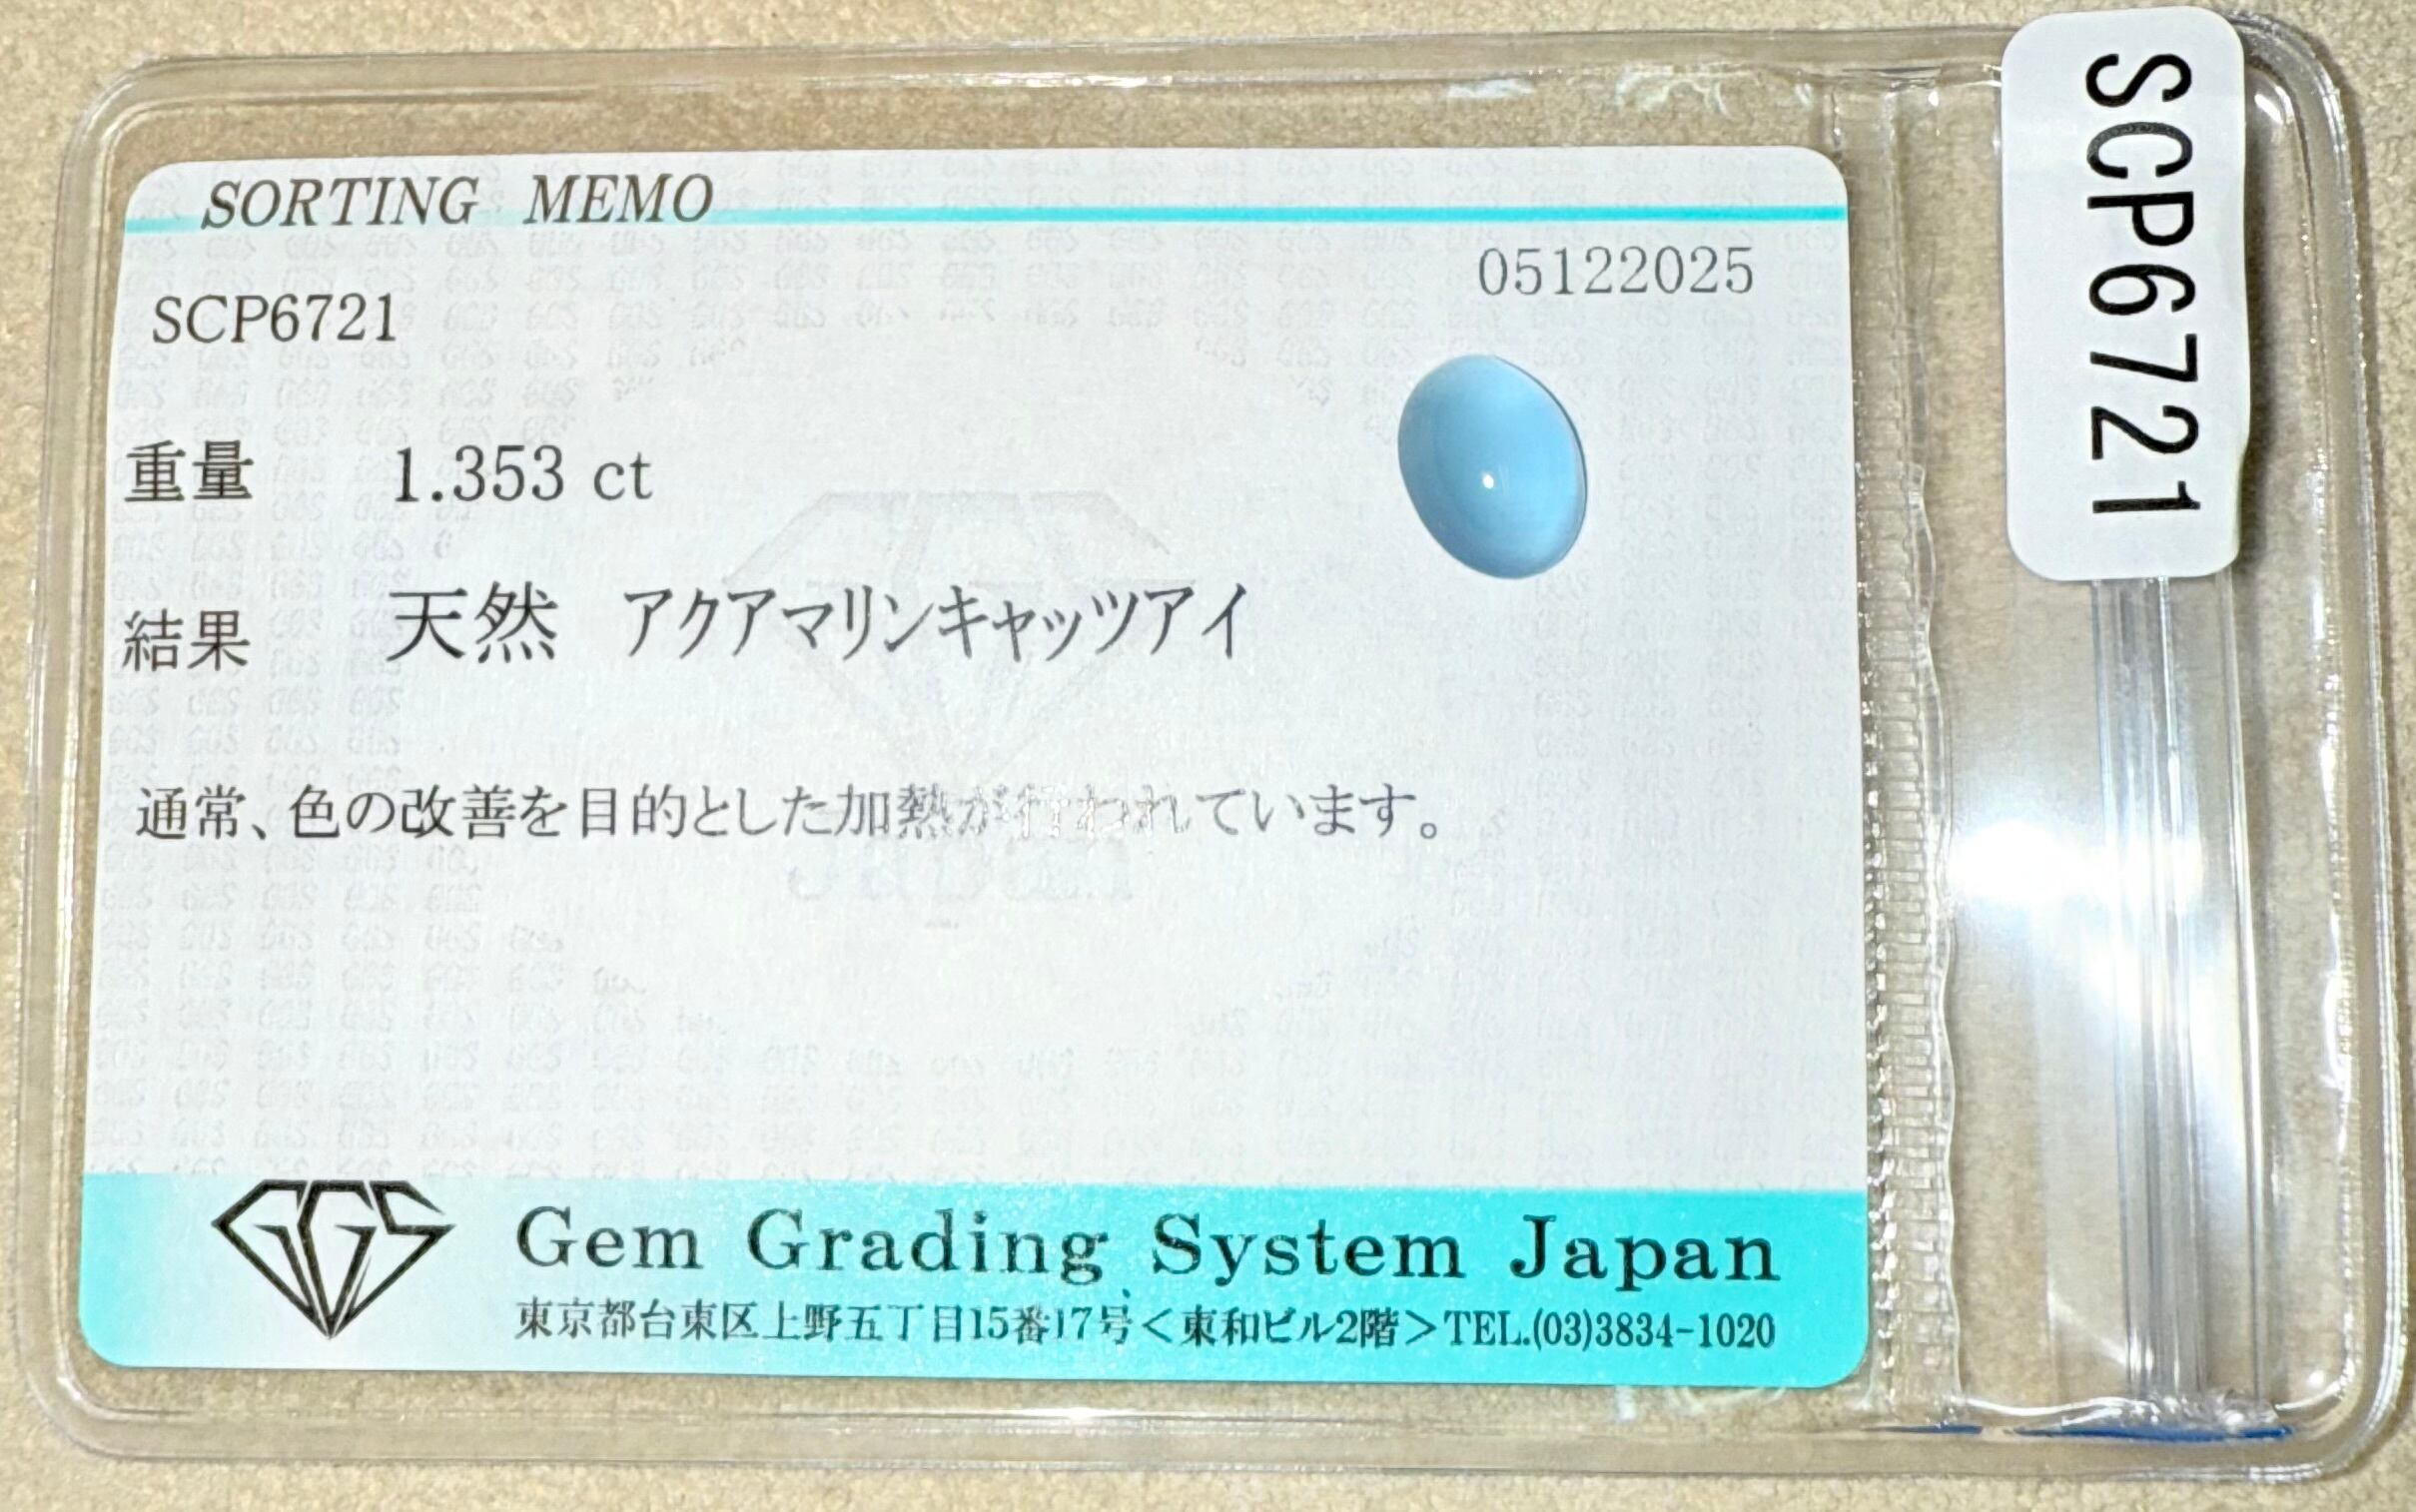 SORTING MEMO
05122025
SCP6721
重量 1.353 ct
結果 天然 アクアマリンキャッツアイ
通常、色の改善を目的とした加熱が行われています。
Japan
GGS
Gem Grading System Japan
東京都台東区上野五丁目15番17号<東和ビル2階>TEL.(03)3834-1020
SCP6721